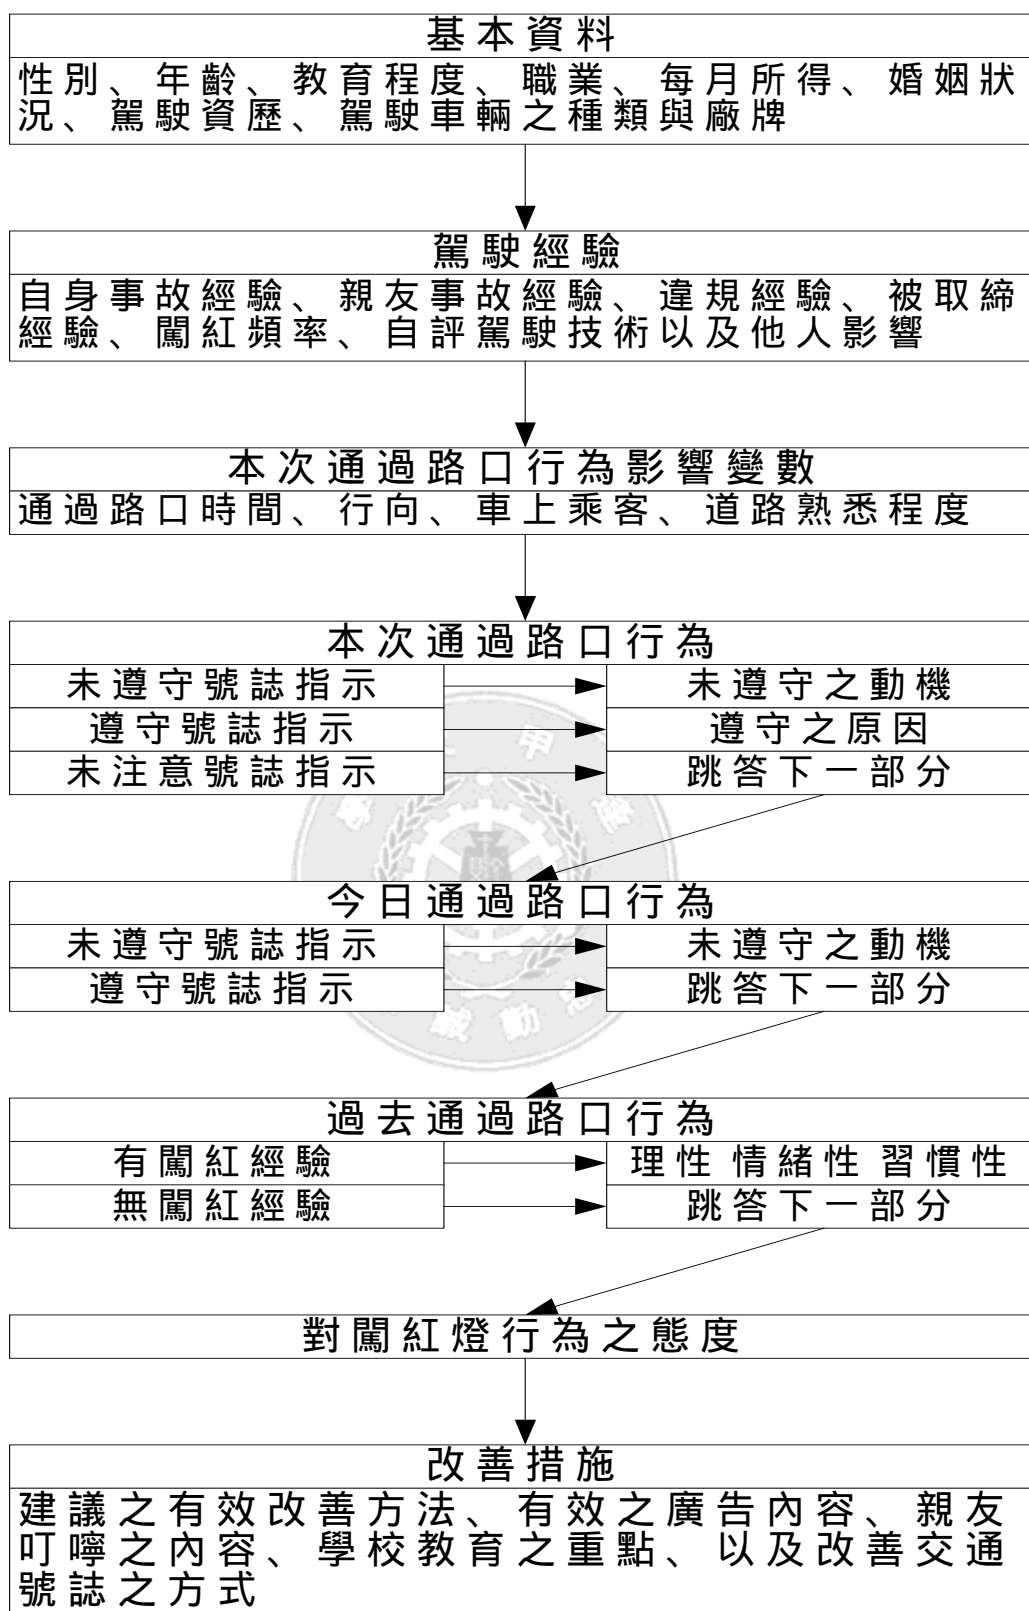 基本資料
性別、年齡、教育程度、職業、每月所得、婚姻狀
況、駕駛資歷、駕駛車輛之種類與廠牌
駕駛經驗
自身事故經驗、親友事故經驗、違規經驗、被取締
經驗、闖紅頻率、自評駕駛技術以及他人影響
本次通過路口行為影響變數
通過路口時間、行向、車上乘客、道路熟悉程度
本次通過路口行為
未遵守號誌指示 未遵守之動機
遵守號誌指示 遵守之原因
未注意號誌指示 跳答下一部分
今日通過路口行為
未遵守號誌指示 未遵守之動機
遵守號誌指示 跳答下一部分
過去通過路口行為
有闖紅經驗 理性 情緒性 習慣性
無闖紅經驗 跳答下一部分
對闖紅燈行為之態度
改善措施
建議之有效改善方法、有效之廣告內容、親友
叮嚀之內容、學校教育之重點、以及改善交通
號誌之方式